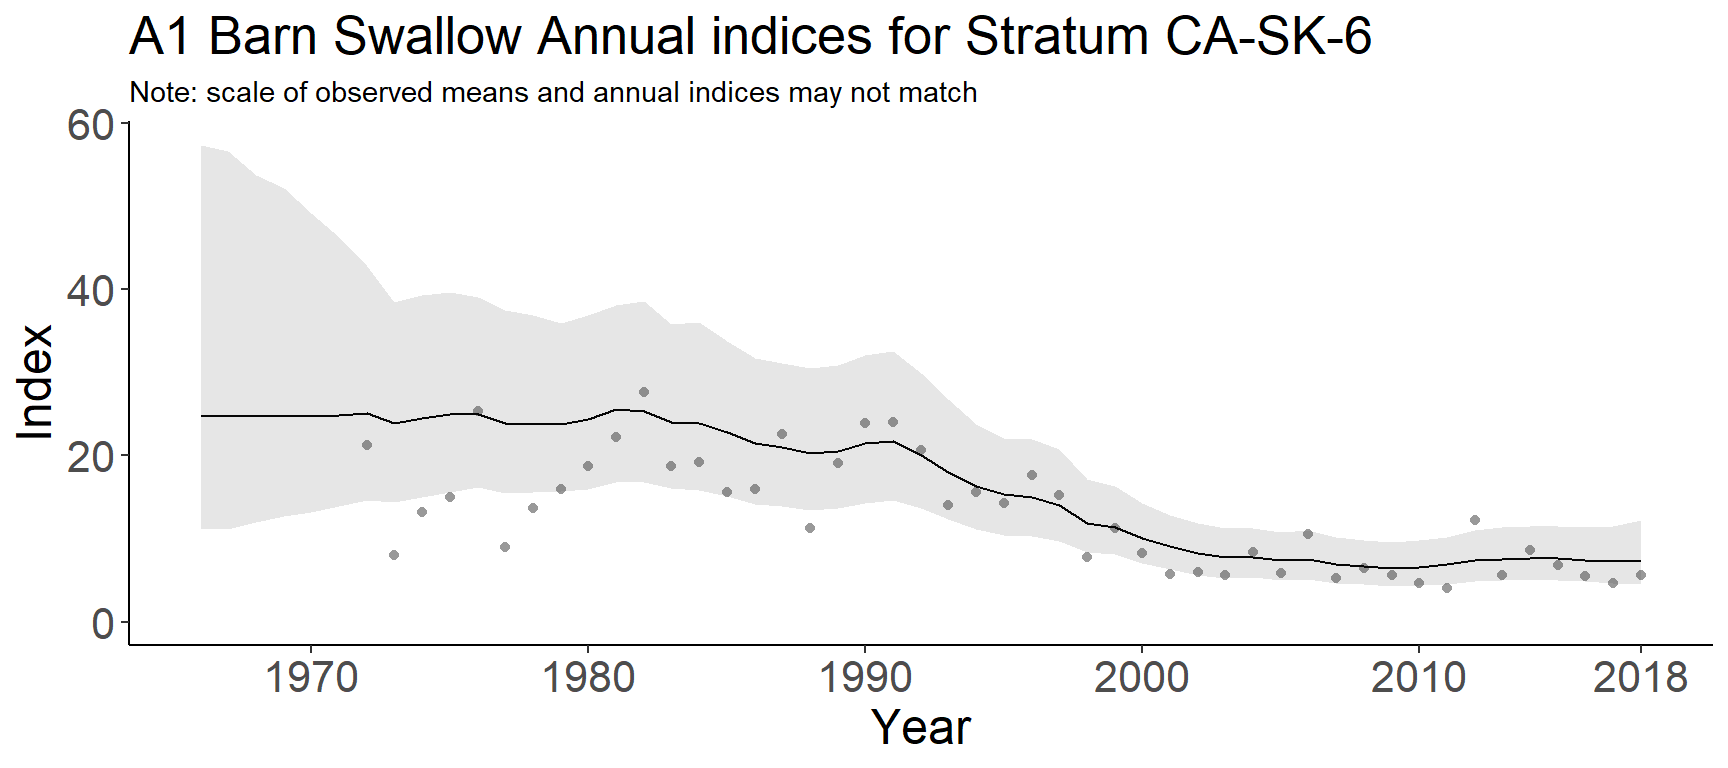 A1 Barn Swallow Annual indices for Stratum CA-SK-6
Note: scale of observed means and annual indices may not match
60
40
20
0
Index
1970 1980 1990 2000 2010 2018
Year